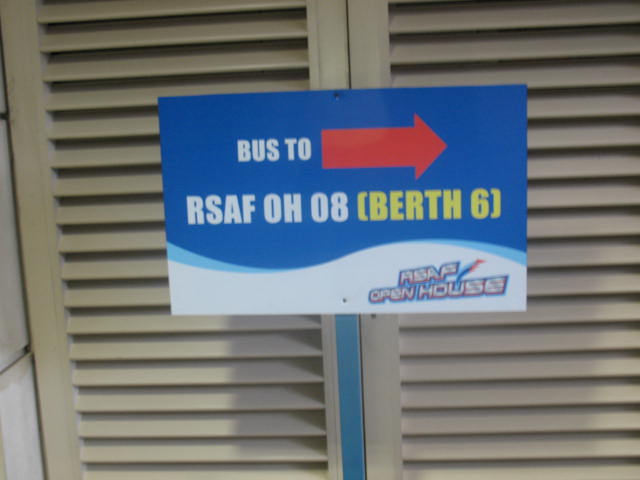 BUS TO
RSAF OH 08 (BERTH 6)
RSAF
OPEN HOUSE